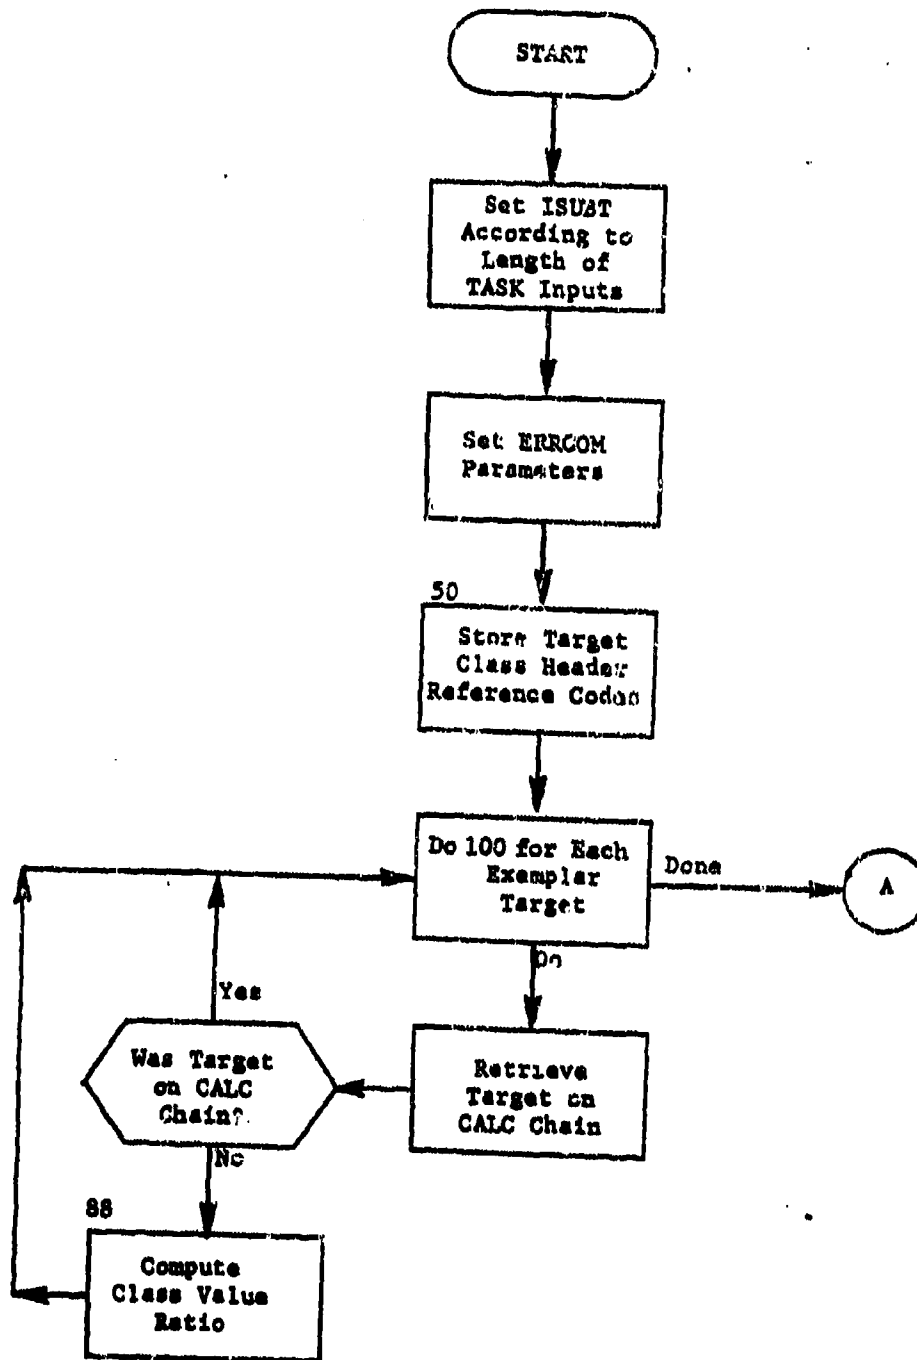 START
Set ISUBT
According to
Length of
TASK Inputs
Set ERRCOM
Parameters
50
Store Target
Class Header
Reference Codes
Do 100 for Each
Exemplar
Target
Done
A
Do
Yes
Was Target
on CALC
Chain?
Retrieve
Target on
CALC Chain
No
88
Compute
Class Value
Ratio